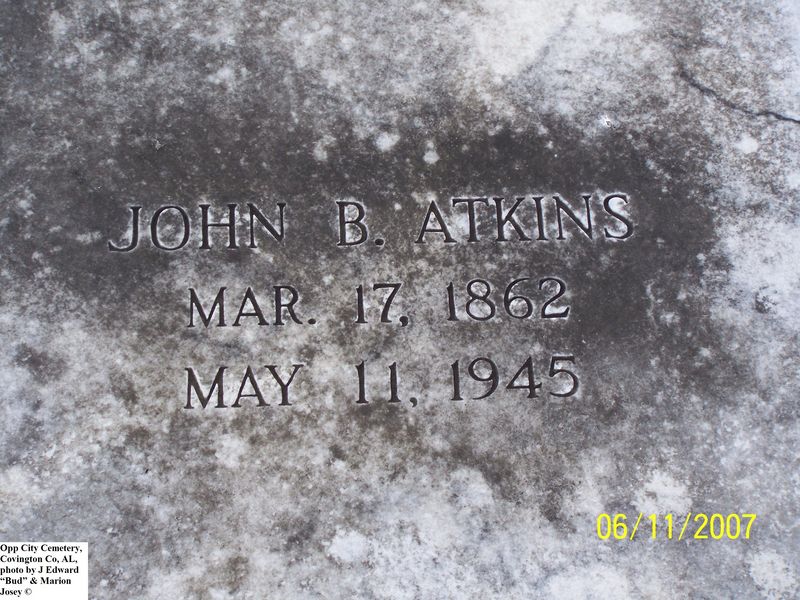 JOHN B. ATKINS
MAR. 17, 1862
MAY 11, 1945
06/11/2007
Opp City Cemetery,
Covington Co, AL,
photo by J Edward
“Bud” & Marion
Josey ©